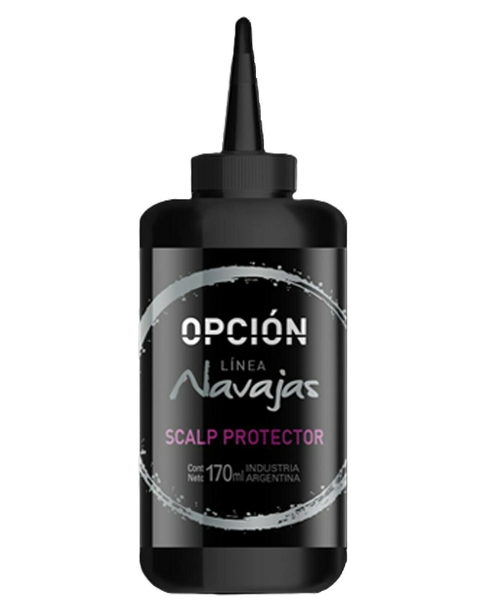 OPCIÓN
LÍNEA
Navajas
SCALP PROTECTOR
Cont Neto 170ml INDUSTRIA ARGENTINA